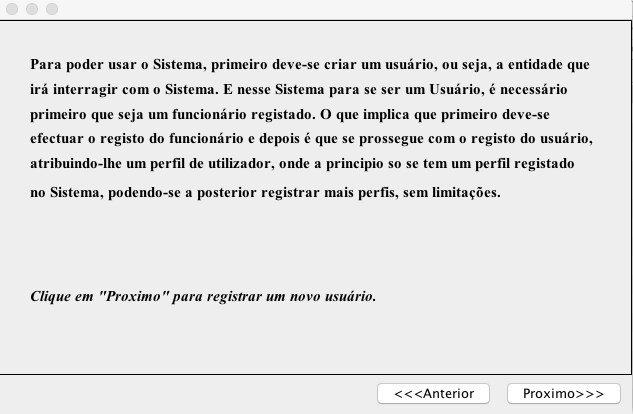 Para poder usar o Sistema, primeiro deve-se criar um usuário, ou seja, a entidade que
irá interragir com o Sistema. E nesse Sistema para se ser um Usuário, é necessário
primeiro que seja um funcionário registado. O que implica que primeiro deve-se
efectuar o registo do funcionário e depois é que se prossegue com o registo do usuário,
atribuindo-lhe um perfil de utilizador, onde a principio so se tem um perfil registado
no Sistema, podendo-se a posterior registrar mais perfis, sem limitações.
Clique em "Proximo" para registrar um novo usuário.
<<<Anterior
Proximo>>>